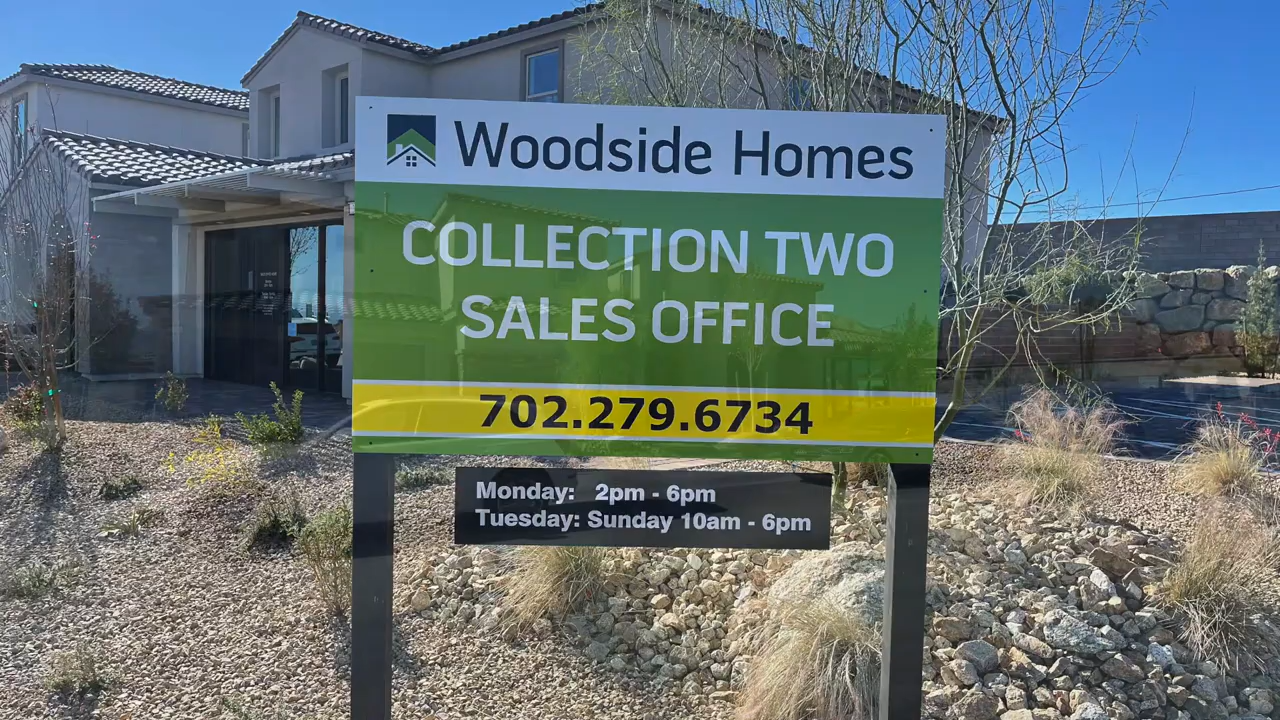 Woodside Homes
COLLECTION TWO
SALES OFFICE
702.279.6734
Monday: 2pm - 6pm
Tuesday: Sunday 10am - 6pm